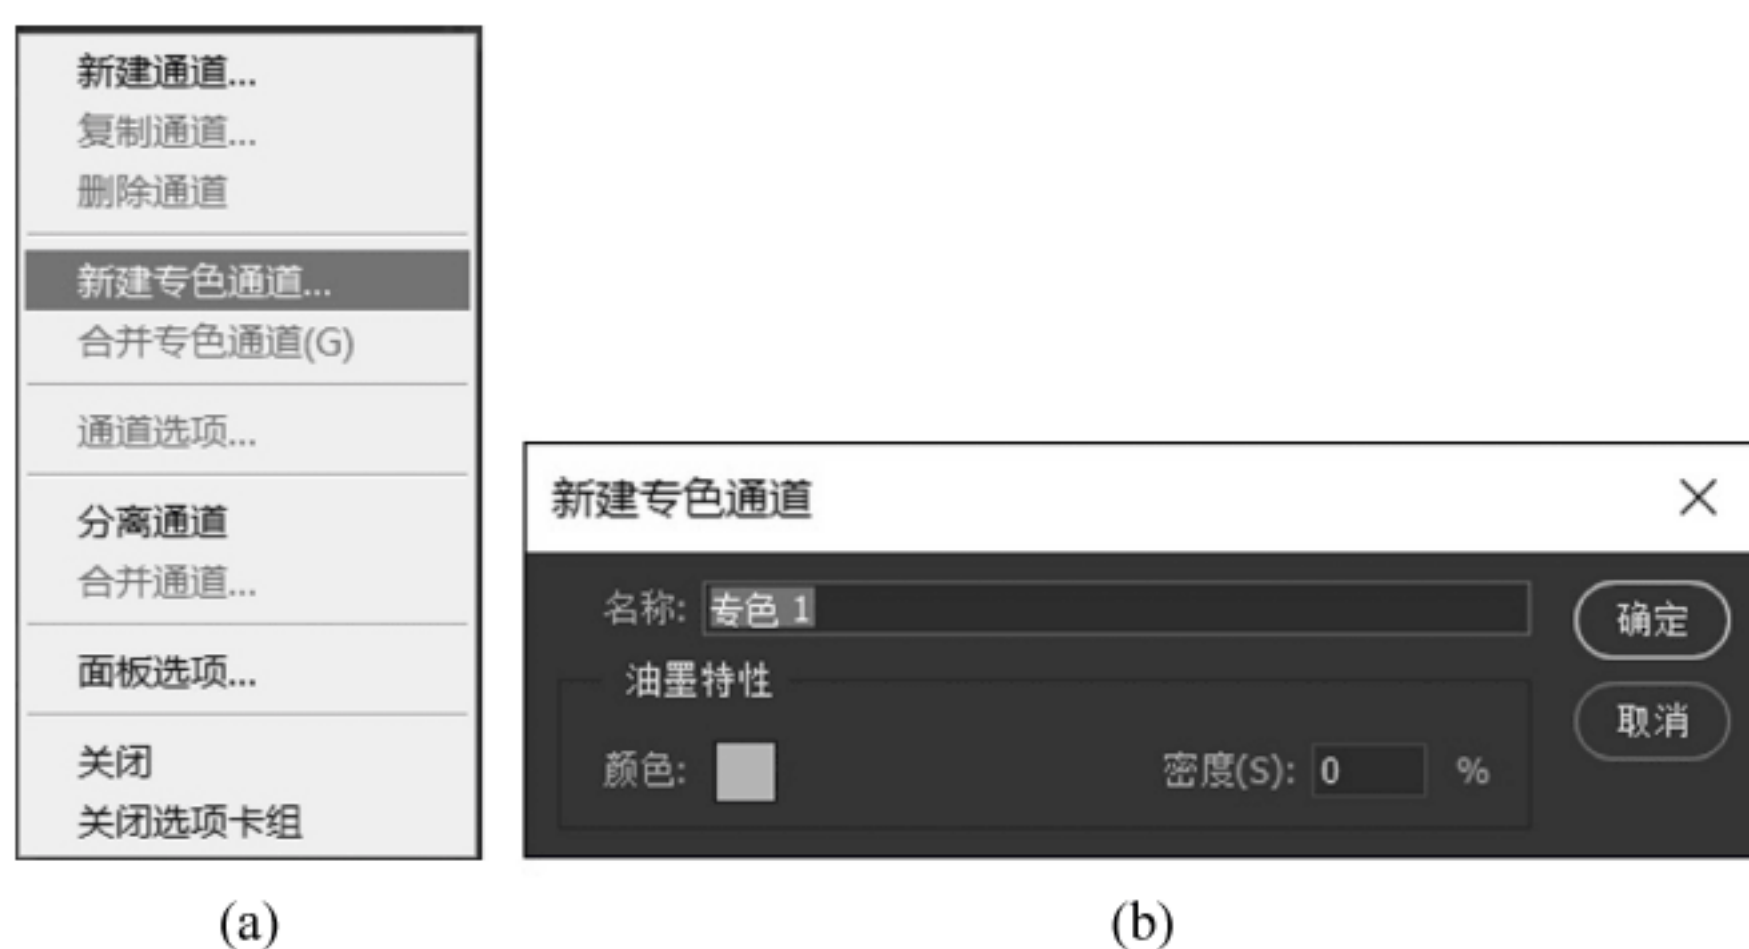 新建通道...
复制通道...
删除通道
新建专色通道...
合并专色通道(G)
通道选项...
分离通道
合并通道...
面板选项...
关闭
关闭选项卡组
(a)
新建专色通道
名称: 专色 1
确定
油墨特性
取消
颜色: 密度(S): 0 %
(b)